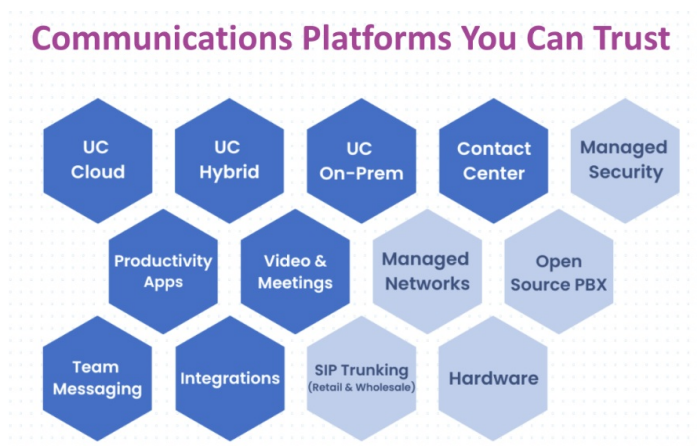 Communications Platforms You Can Trust
UC
Cloud
UC
Hybrid
UC
On-Prem
Contact
Center
Managed
Security
Productivity
Apps
Video &
Meetings
Managed
Networks
Open
Source PBX
Team
Messaging
Integrations
SIP Trunking
(Retail & Wholesale)
Hardware